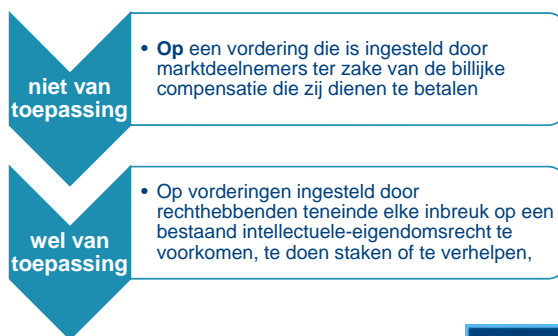 niet van
toepassing
• Op een vordering die is ingesteld door
marktdeelnemers ter zake van de billijke
compensatie die zij dienen te betalen
wel van
toepassing
• Op vorderingen ingesteld door
rechthebbenden teneinde elke inbreuk op een
bestaand intellectuele-eigendomsrecht te
voorkomen, te doen staken of te verhelpen,